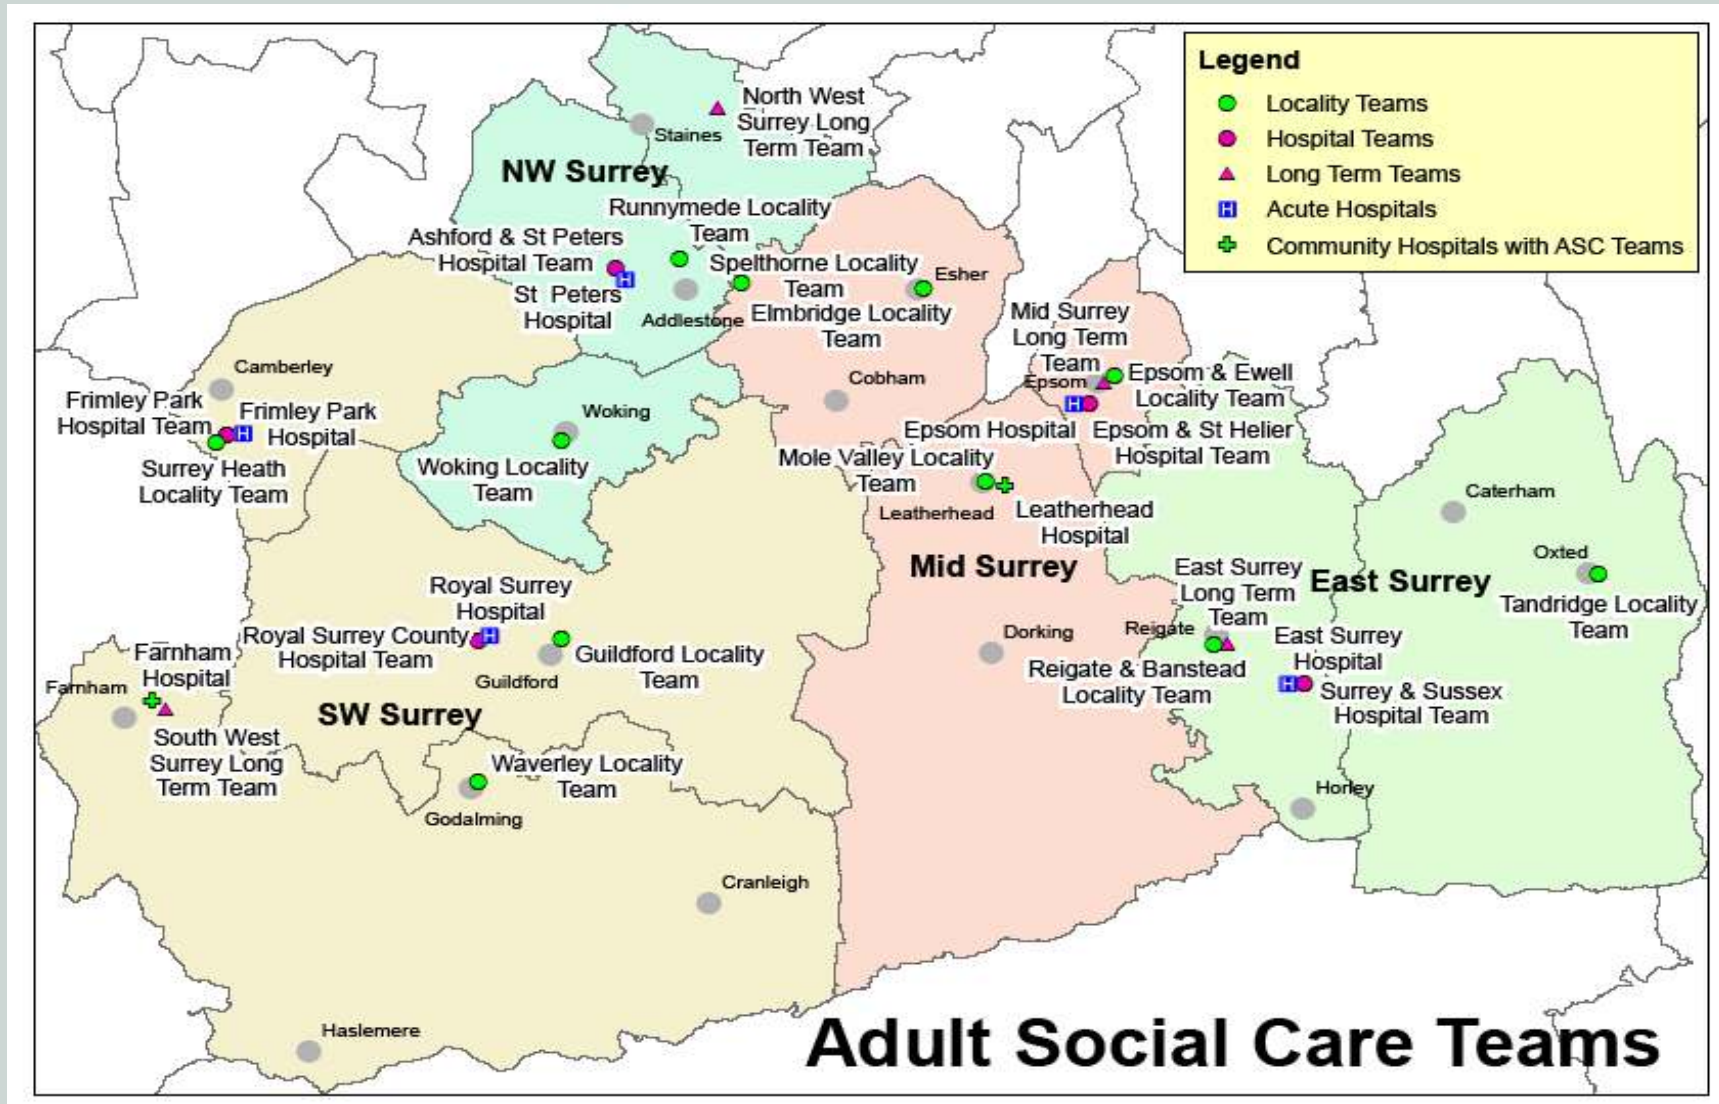 Legend
Locality Teams
Hospital Teams
Long Term Teams
Acute Hospitals
Community Hospitals with ASC Teams
North West
Surrey Long
Term Team
Staines
NW Surrey
Runnymede Locality
Team
Ashford & St Peters
Hospital Team
St Peters
Hospital
Addlestone
Spelthorne Locality
Team
Elmbridge Locality
Team
Esher
Cobham
Mid Surrey
Long Term
Team
Epsom
Epsom & Ewell
Locality Team
Epsom Hospital
Epsom & St Helier
Hospital Team
Camberley
Frimley Park
Hospital Team
Frimley Park
Hospital
Surrey Heath
Locality Team
Woking
Woking Locality
Team
Mole Valley Locality
Team
Leatherhead
Leatherhead
Hospital
Mid Surrey
Caterham
Oxted
East Surrey
Tandridge Locality
Team
East Surrey
Long Term
Team
Reigate
Reigate & Banstead
Locality Team
East Surrey
Hospital
Surrey & Sussex
Hospital Team
Dorking
Horley
Royal Surrey
Hospital
Royal Surrey County
Hospital Team
Guildford Locality
Team
Guildford
Farnham
Hospital
Farnham
South West
Surrey Long
Term Team
SW Surrey
Waverley Locality
Team
Godalming
Cranleigh
Haslemere
Adult Social Care Teams